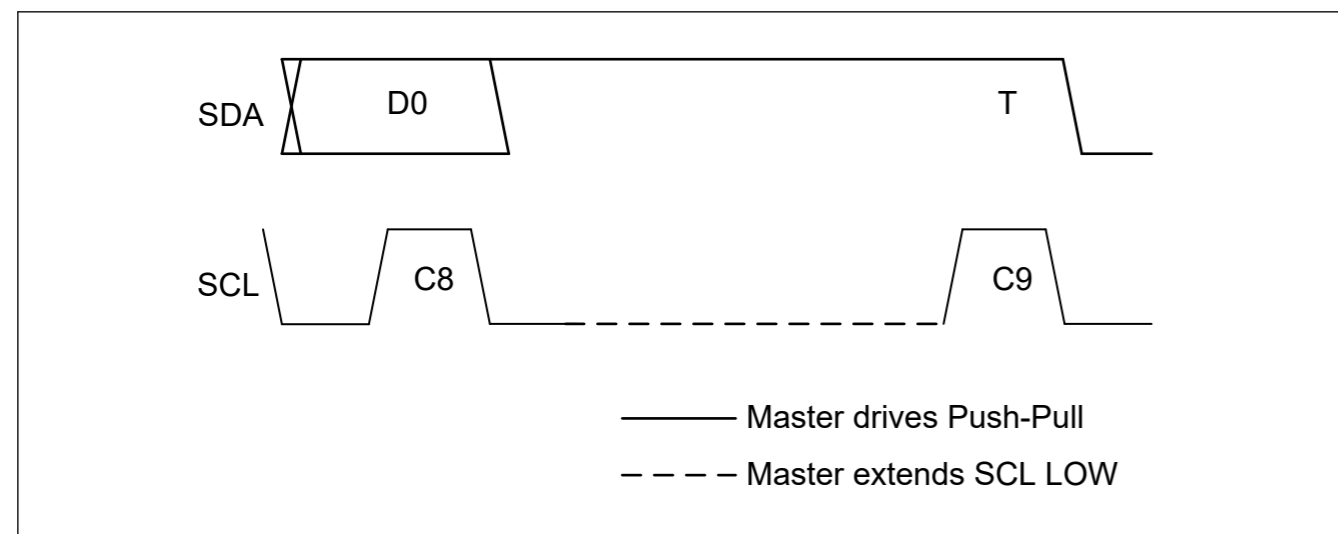 SDA
D0
T
SCL
C8
C9
Master drives Push-Pull
Master extends SCL LOW